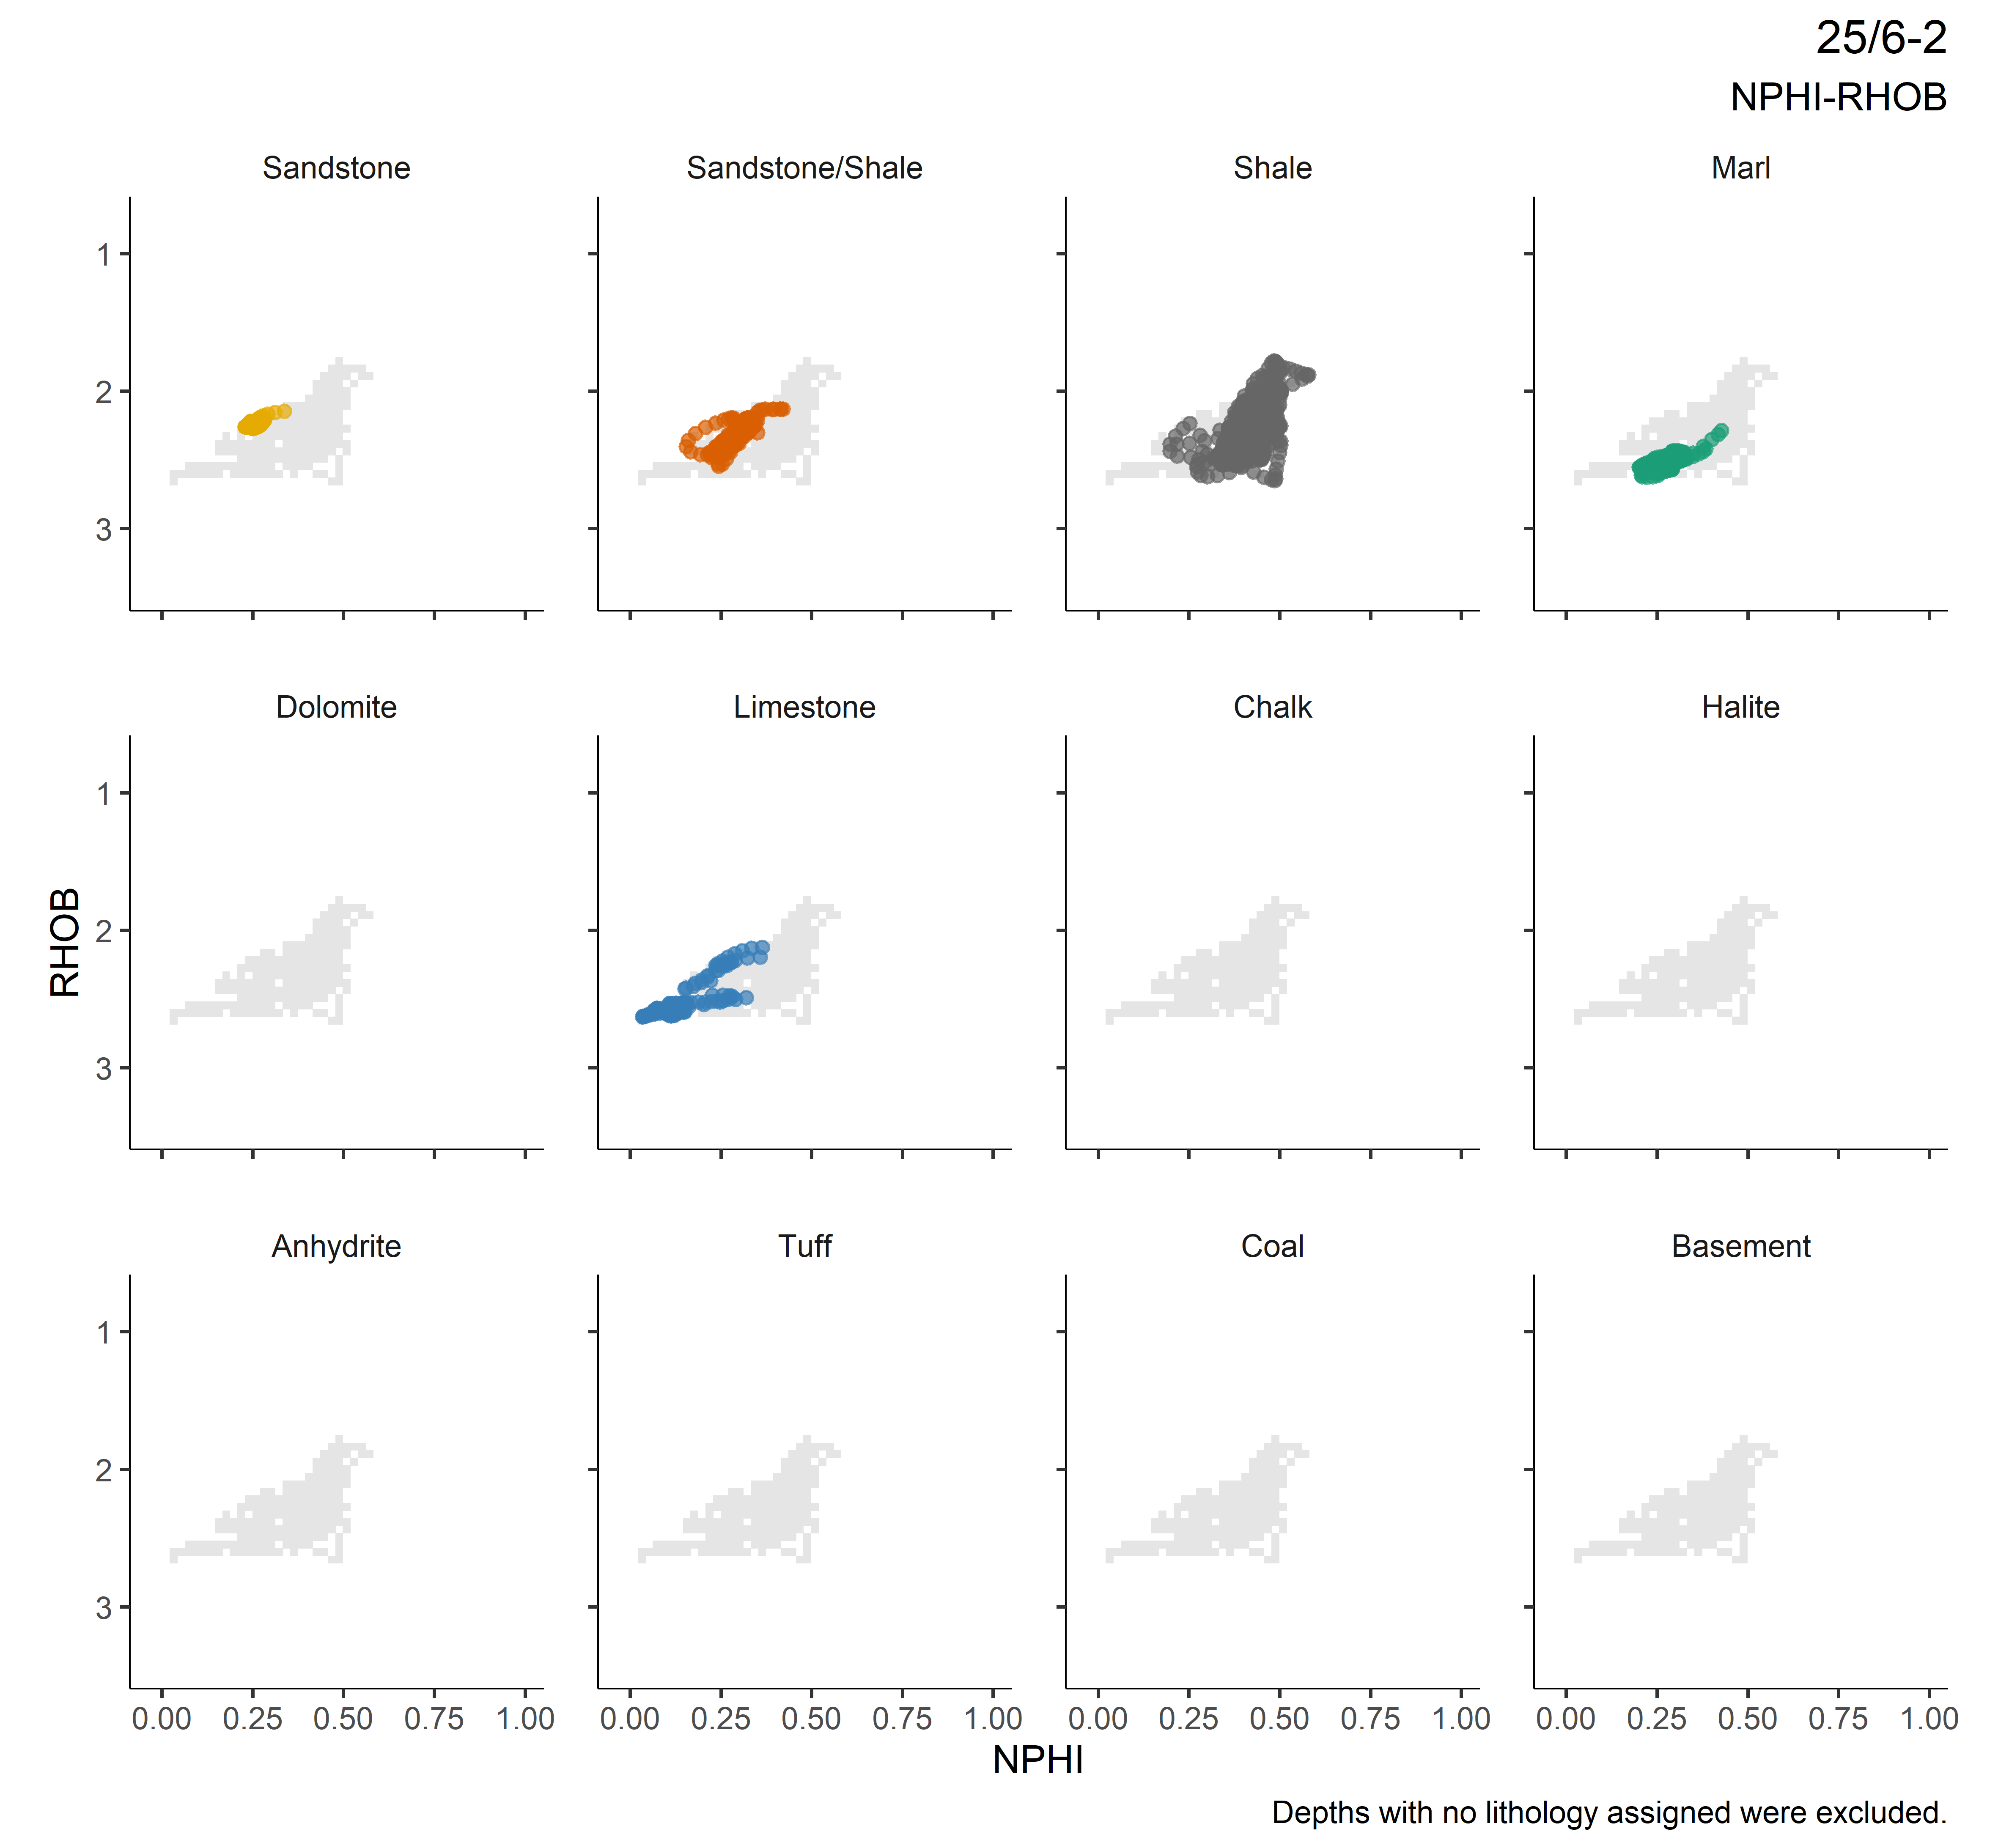 25/6-2
NPHI-RHOB
Sandstone Sandstone/Shale Shale Marl
1
2
3
Dolomite Limestone Chalk Halite
1
2
3
RHOB
Anhydrite Tuff Coal Basement
1
2
3
0.00 0.25 0.50 0.75 1.00 0.00 0.25 0.50 0.75 1.00 0.00 0.25 0.50 0.75 1.00 0.00 0.25 0.50 0.75 1.00
NPHI
Depths with no lithology assigned were excluded.